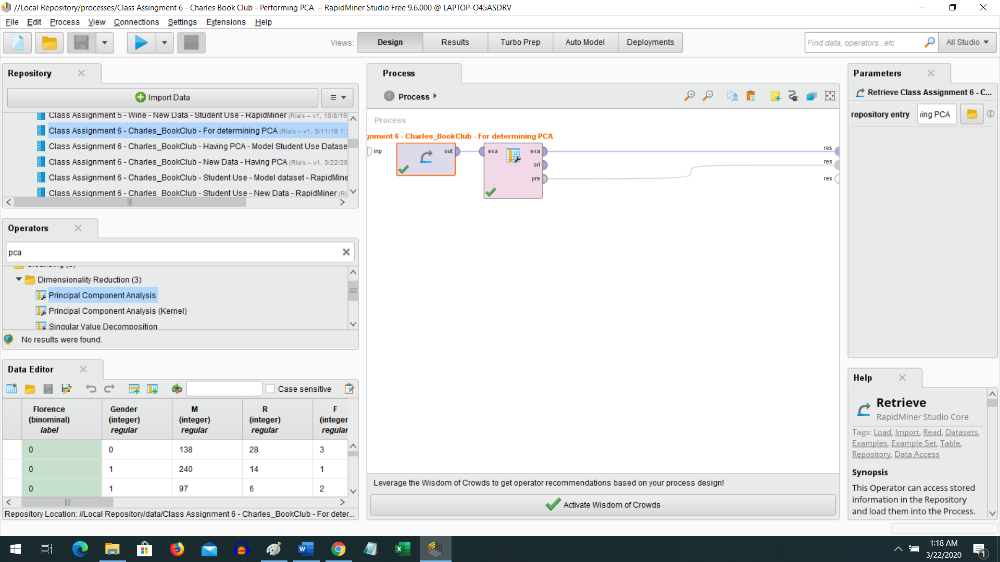 //Local Repository/processes/Class Assingment 6 - Charles Book Club - Performing PCA – RapidMiner Studio Free 9.6.000 @ LAPTOP-O45ASDRV
File Edit Process View Connections Settings Extensions Help
Views: Design Results Turbo Prep Auto Model Deployments
Find data, operators...etc All Studio
Repository
Import Data
Class Assignment 5 - Wine - New Data - Student Use - RapidMiner (Ria's – v1, 10/8/19
Class Assignment 6 - Charles_BookClub - For determining PCA (Ria's – v1, 3/11/19 1:
Class Assignment 6 - Charles_BookClub - Having PCA - Model Student Use Datase
Class Assignment 6 - Charles_BookClub - New Data - Having PCA (Ria's – v1, 3/22/20
Class Assignment 6 - Charles_BookClub - Student Use - Model dataset - RapidMine
Class Assignment 6 - Charles_BookClub - Student Use - New Data - RapidMiner (Ri
Operators
pca
Dimensionality Reduction (3)
Principal Component Analysis
Principal Component Analysis (Kernel)
Singular Value Decomposition
No results were found.
Data Editor
Case sensitive
Florence (binominal) label
Gender (integer) regular
M (integer) regular
R (integer) regular
F (integer regular
0 0 138 28 3
0 1 240 14 1
0 1 97 6 2
Repository Location: //Local Repository/data/Class Assignment 6 - Charles_BookClub - For deter...
Process
Process
Process
gnment 6 - Charles_BookClub - For determining PCA
inp out exa exa res
ori res
pre res
Leverage the Wisdom of Crowds to get operator recommendations based on your process design!
Activate Wisdom of Crowds
Parameters
Retrieve Class Assignment 6 - C...
repository entry ning PCA
Help
Retrieve
RapidMiner Studio Core
Tags: Load, Import, Read, Datasets,
Examples, Example Set, Table,
Repository, Data Access
Synopsis
This Operator can access stored
information in the Repository
and load them into the Process.
1:18 AM
3/22/2020
1